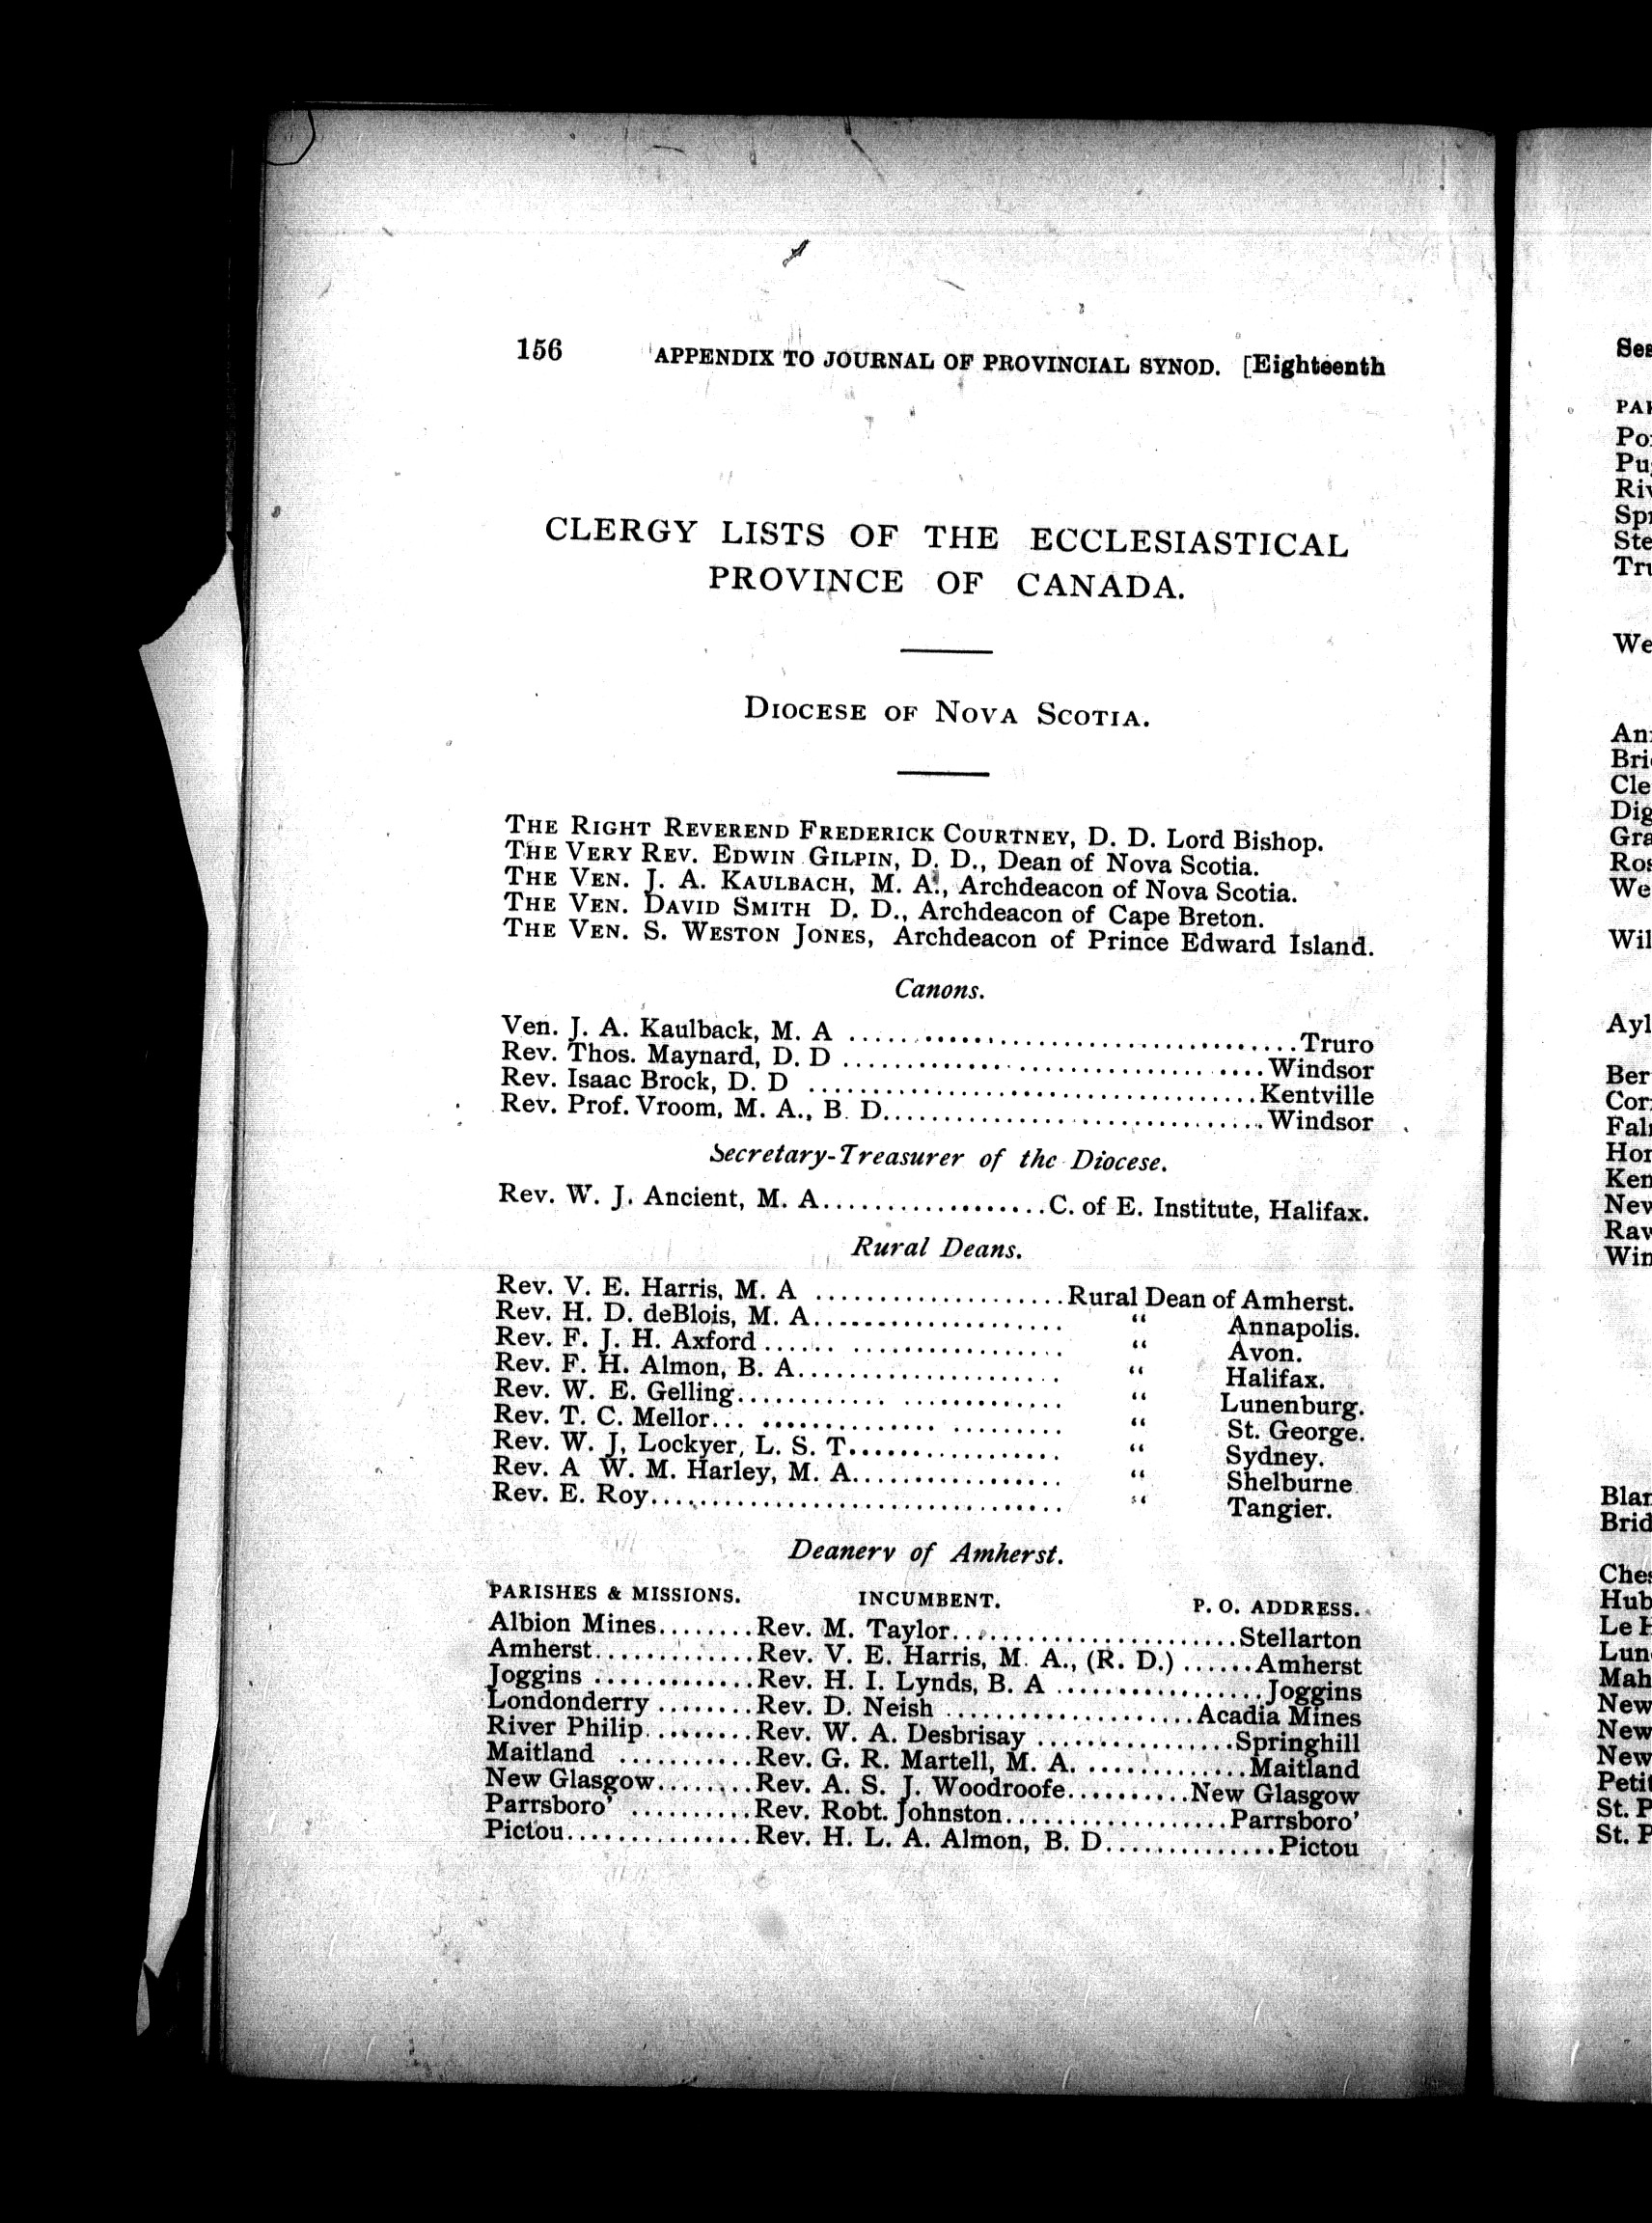 156 APPENDIX TO JOURNAL OF PROVINCIAL SYNOD. [Eighteenth
CLERGY LISTS OF THE ECCLESIASTICAL
PROVINCE OF CANADA.
DIOCESE OF NOVA SCOTIA.
THE RIGHT REVEREND FREDERICK COURTNEY, D. D. Lord Bishop.
THE VERY REV. EDWIN GILPIN, D. D., Dean of Nova Scotia.
THE VEN. J. A. KAULBACH, M. A., Archdeacon of Nova Scotia.
THE VEN. DAVID SMITH D. D., Archdeacon of Cape Breton.
THE VEN. S. WESTON JONES, Archdeacon of Prince Edward Island.
Canons.
Ven. J. A. Kaulback, M. A ........ Truro
Rev. Thos. Maynard, D. D ........ Windsor
Rev. Isaac Brock, D. D ........ Kentville
Rev. Prof. Vroom, M. A., B. D........ Windsor
Secretary-Treasurer of the Diocese.
Rev. W. J. Ancient, M. A........ C. of E. Institute, Halifax.
Rural Deans.
Rev. V. E. Harris, M. A ........ Rural Dean of Amherst.
Rev. H. D. deBlois, M. A........ “ Annapolis.
Rev. F. J. H. Axford ........ “ Avon.
Rev. F. H. Almon, B. A........ “ Halifax.
Rev. W. E. Gelling........ “ Lunenburg.
Rev. T. C. Mellor........ “ St. George.
Rev. W. J, Lockyer, L. S. T........ “ Sydney.
Rev. A W. M. Harley, M. A........ “ Shelburne
Rev. E. Roy........ “ Tangier.
Deanery of Amherst.
PARISHES & MISSIONS. INCUMBENT. P. O. ADDRESS.
Albion Mines........Rev. M. Taylor........Stellarton
Amherst........Rev. V. E. Harris, M. A., (R. D.) ......Amherst
Joggins ........Rev. H. I. Lynds, B. A ........Joggins
Londonderry ........Rev. D. Neish ........Acadia Mines
River Philip........Rev. W. A. Desbrisay ........Springhill
Maitland ........Rev. G. R. Martell, M. A. ........Maitland
New Glasgow........Rev. A. S. J. Woodroofe........New Glasgow
Parrsboro’ ........Rev. Robt. Johnston........Parrsboro’
Pictou........Rev. H. L. A. Almon, B. D........Pictou